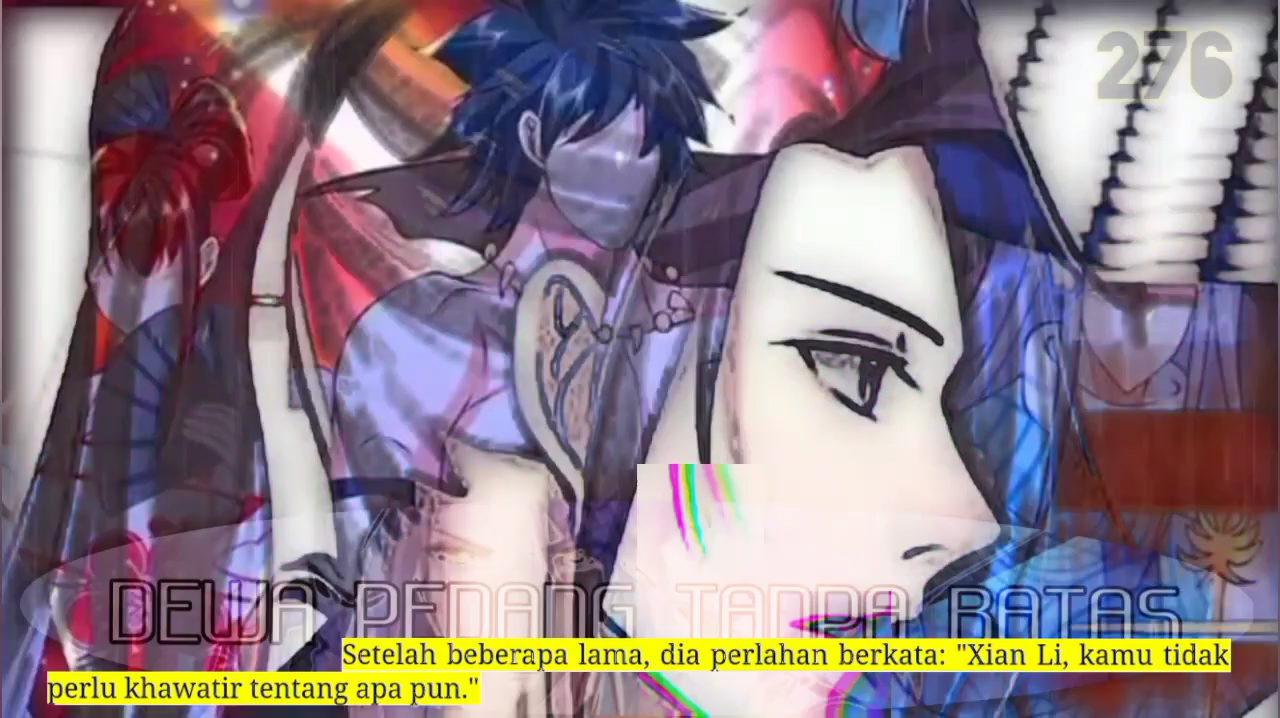 276
DEWA PEDANG TANPA BATAS
Setelah beberapa lama, dia perlahan berkata: "Xian Li, kamu tidak
perlu khawatir tentang apa pun."